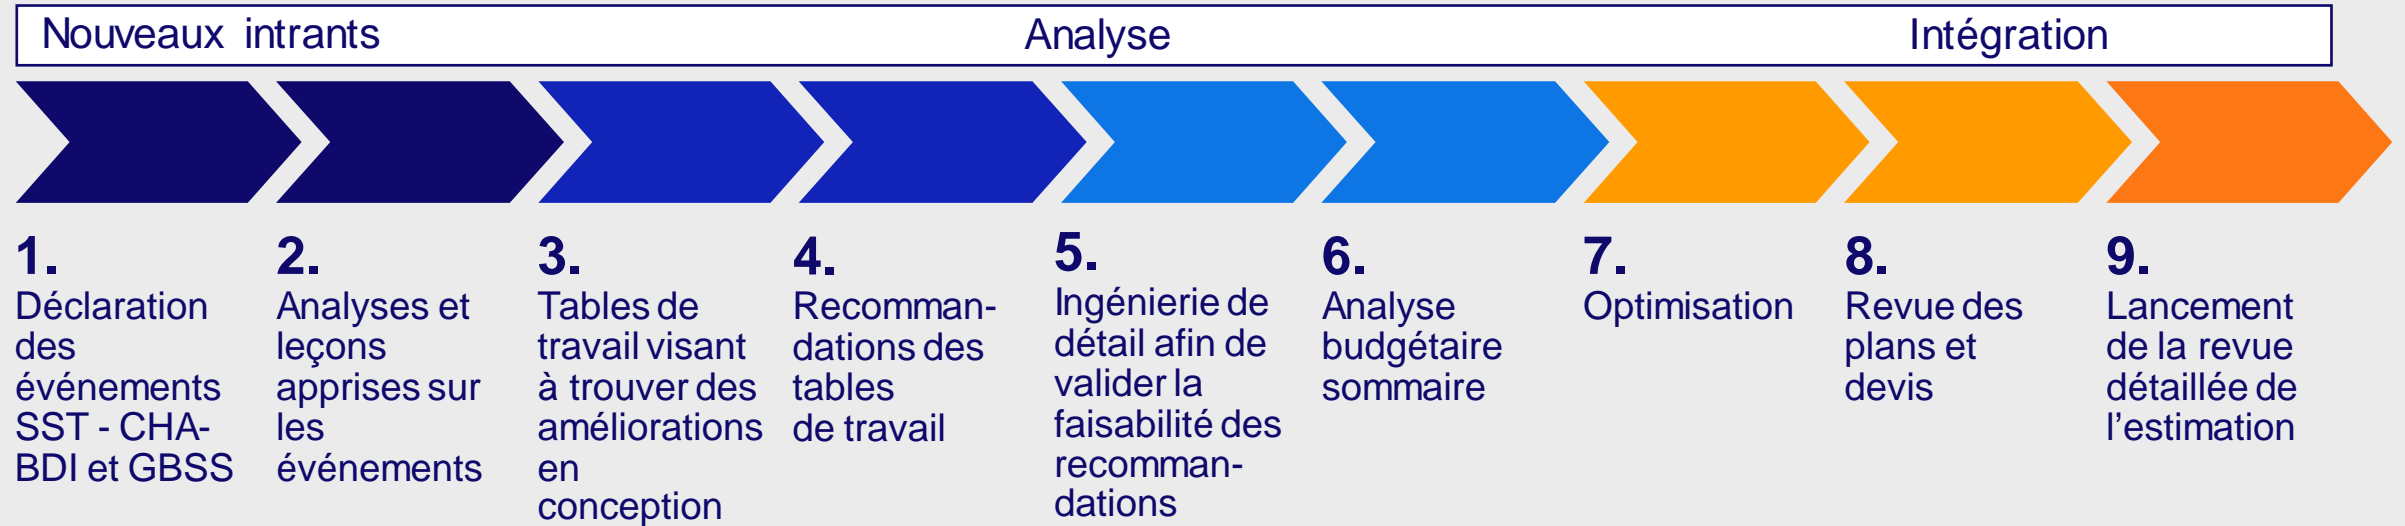 Nouveaux intrants
Analyse
Intégration
1.
Déclaration
des
événements
SST - CHA-
BDI et GBSS
2.
Analyses et
leçons
apprises sur
les
événements
3.
Tables de
travail visant
à trouver des
améliorations
en
conception
4.
Recomman-
dations des
tables
de travail
5.
Ingénierie de
détail afin de
valider la
faisabilité des
recomman-
dations
6.
Analyse
budgétaire
sommaire
7.
Optimisation
8.
Revue des
plans et
devis
9.
Lancement
de la revue
détaillée de
l’estimation